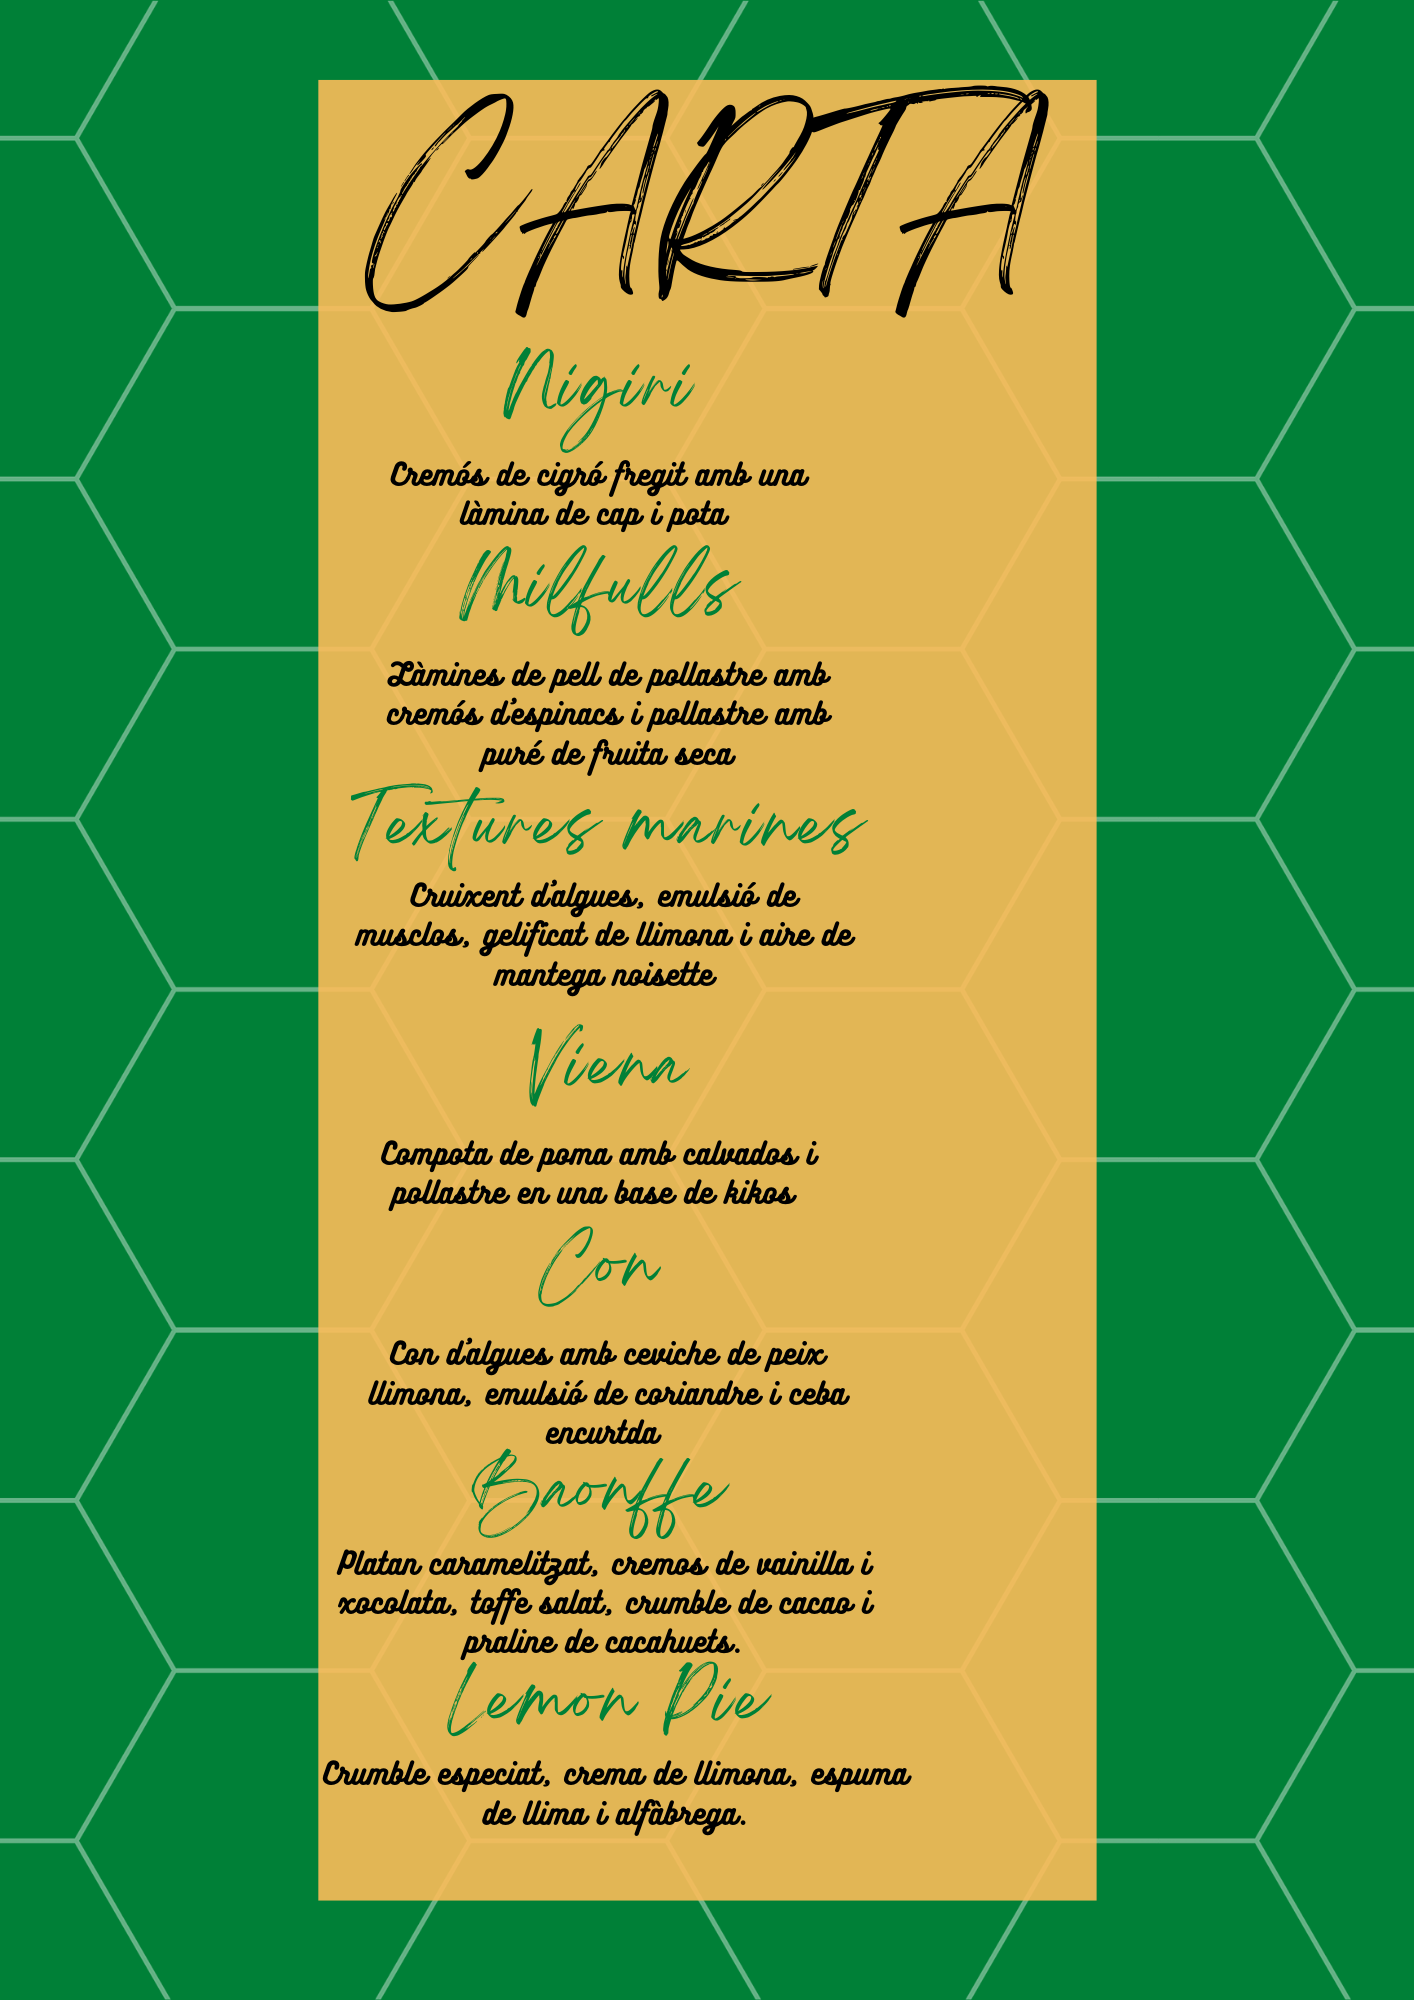 CARTA
Nigiri
Cremós de cigró fregit amb una
làmina de cap i pota
Milfulls
Làmines de pell de pollastre amb
cremós d'espinacs i pollastre amb
puré de fruita seca
Textures marines
Cruixent d'algues, emulsió de
musclos, gelificat de llimona i aire de
mantega noisette
Viena
Compota de poma amb calvados i
pollastre en una base de kikos
Con
Con d'algues amb ceviche de peix
llimona, emulsió de coriandre i ceba
encurtda
Baonffe
Platan caramelitzat, cremos de vainilla i
xocolata, toffe salat, crumble de cacao i
praline de cacahuets.
Lemon Pie
Crumble especiat, crema de llimona, espuma
de llima i alfàbrega.